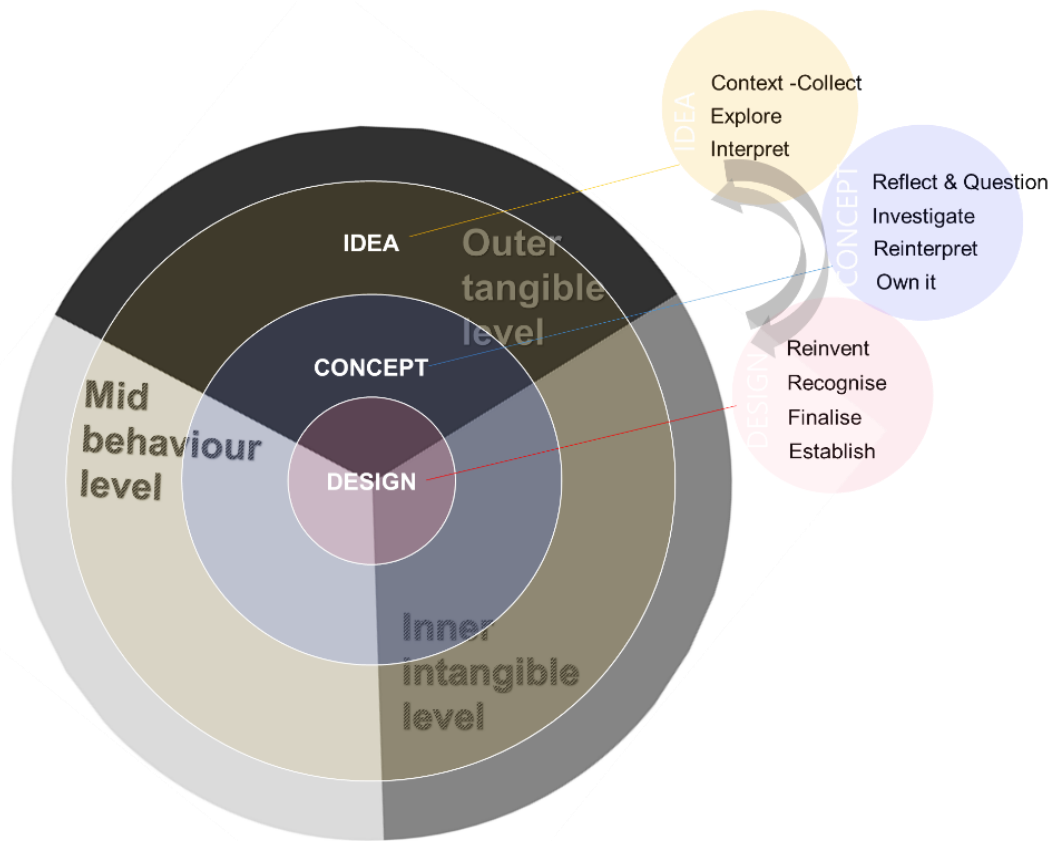 IDEA
Outer
tangible
level
CONCEPT
Mid
behaviour
level
DESIGN
Inner
intangible
level
IDEA
Context -Collect
Explore
Interpret
CONCEPT
Reflect & Question
Investigate
Reinterpret
Own it
DESIGN
Reinvent
Recognise
Finalise
Establish